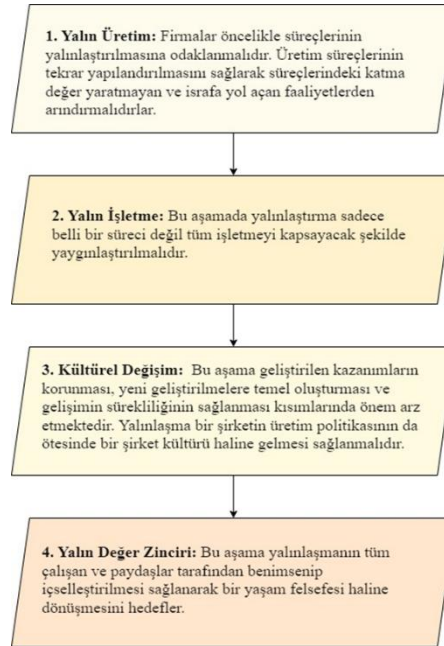 1. Yalın Üretim: Firmalar öncelikle süreçlerinin
yalınlaştırılmasına odaklanmalıdır. Üretim süreçlerinin
tekrar yapılandırılmasını sağlarak süreçlerindeki katma
değer yaratmayan ve israfa yol açan faaliyetlerden
arındırmalıdırlar.
2. Yalın İşletme: Bu aşamada yalınlaştırma sadece
belli bir süreci değil tüm işletmeyi kapsayacak şekilde
yaygınlaştırılmalıdır.
3. Kültürel Değişim: Bu aşama geliştirilen kazanımların
korunması, yeni geliştirilmelere temel oluşturması ve
gelişimin sürekliliğinin sağlanması kısımlarında önem arz
etmektedir. Yalınlaşma bir şirketin üretim politikasının da
ötesinde bir şirket kültürü haline gelmesi sağlanmalıdır.
4. Yalın Değer Zinciri: Bu aşama yalınlaşmanın tüm
çalışan ve paydaşlar tarafından benimsenip
içselleştirilmesi sağlanarak bir yaşam felsefesi haline
dönüşmesini hedefler.